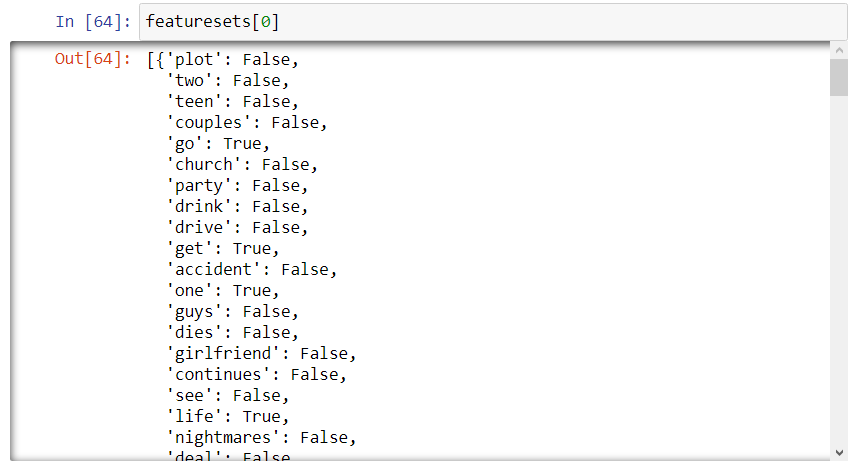 In [64]: featuresets[0]
Out[64]: [{'plot': False,
'two': False,
'teen': False,
'couples': False,
'go': True,
'church': False,
'party': False,
'drink': False,
'drive': False,
'get': True,
'accident': False,
'one': True,
'guys': False,
'dies': False,
'girlfriend': False,
'continues': False,
'see': False,
'life': True,
'nightmares': False,
'deal': False